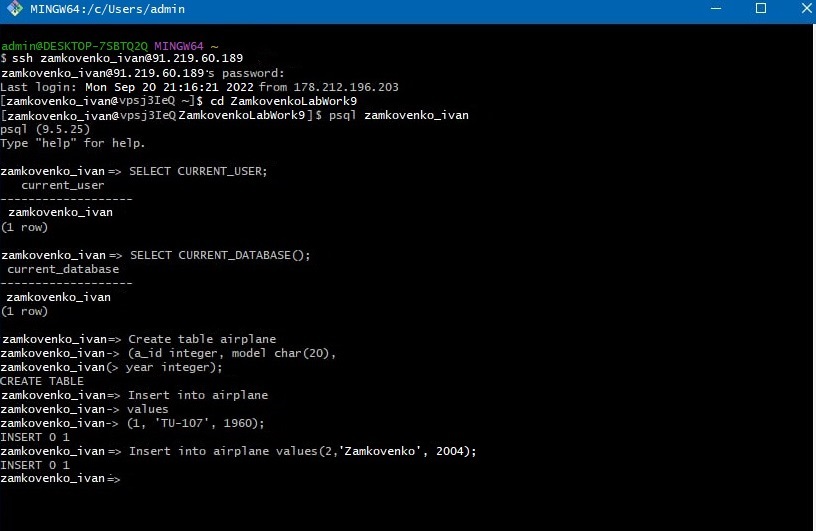 MINGW64:/c/Users/admin
admin@DESKTOP-7SBTQ2Q MINGW64 ~
$ ssh zamkovenko_ivan@91.219.60.189
zamkovenko_ivan@91.219.60.189's password:
Last login: Mon Sep 20 21:16:21 2022 from 178.212.196.203
[zamkovenko_ivan@vpsj3IeQ ~]$ cd ZamkovenkoLabWork9
[zamkovenko_ivan@vpsj3IeQ ZamkovenkoLabWork9]$ psql zamkovenko_ivan
psql (9.5.25)
Type "help" for help.
zamkovenko_ivan=> SELECT CURRENT_USER;
current_user
------------------
zamkovenko_ivan
(1 row)
zamkovenko_ivan=> SELECT CURRENT_DATABASE();
current_database
------------------
zamkovenko_ivan
(1 row)
zamkovenko_ivan=> Create table airplane
zamkovenko_ivan-> (a_id integer, model char(20),
zamkovenko_ivan(> year integer);
CREATE TABLE
zamkovenko_ivan=> Insert into airplane
zamkovenko_ivan-> values
zamkovenko_ivan-> (1, 'TU-107', 1960);
INSERT 0 1
zamkovenko_ivan=> Insert into airplane values(2,'Zamkovenko', 2004);
INSERT 0 1
zamkovenko_ivan=>